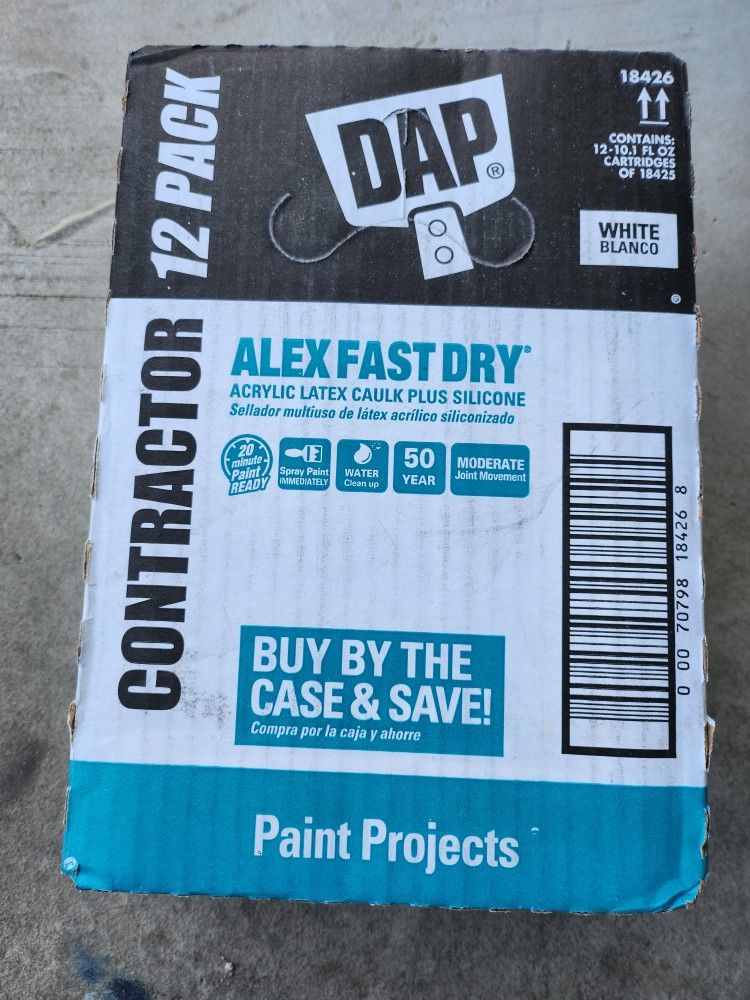 CONTRACTOR 12 PACK
DAP®
18426
CONTAINS:
12-10.1 FL OZ
CARTRIDGES
OF 18425
WHITE
BLANCO
ALEX FAST DRY®
ACRYLIC LATEX CAULK PLUS SILICONE
Sellador multiuso de látex acrílico siliconizado
20
minute
Paint
READY
Spray Paint
IMMEDIATELY
WATER
Clean up
50
YEAR
MODERATE
Joint Movement
0 00 70798 18426 8
BUY BY THE
CASE & SAVE!
Compra por la caja y ahorre
Paint Projects